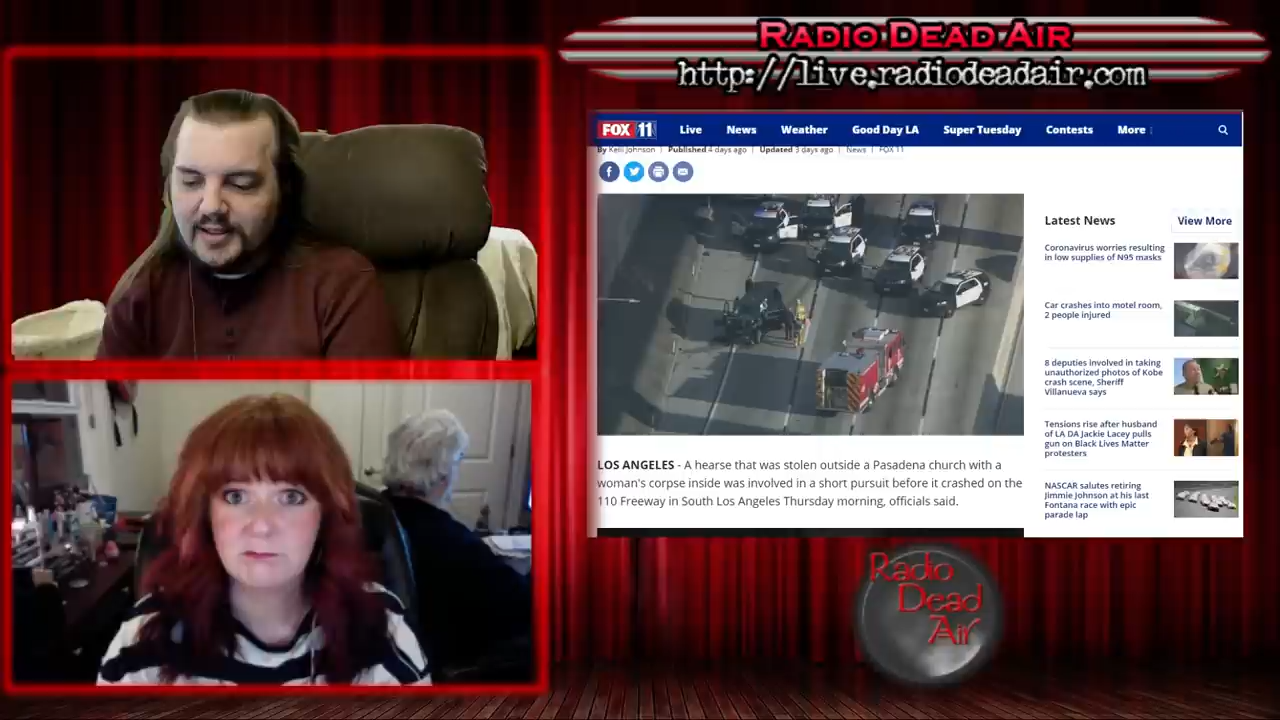 RADIO DEAD AIR
http://live.radiodeadair.com
FOX 11 Live News Weather Good Day LA Super Tuesday Contests More
By Kelli Johnson | Published 4 days ago | Updated 3 days ago | News | FOX 11
Latest News View More
Coronavirus worries resulting
in low supplies of N95 masks
Car crashes into motel room,
2 people injured
8 deputies involved in taking
unauthorized photos of Kobe
crash scene, Sheriff
Villanueva says
Tensions rise after husband
of LA DA Jackie Lacey pulls
gun on Black Lives Matter
protesters
NASCAR salutes retiring
Jimmie Johnson at his last
Fontana race with epic
parade lap
LOS ANGELES - A hearse that was stolen outside a Pasadena church with a
woman's corpse inside was involved in a short pursuit before it crashed on the
110 Freeway in South Los Angeles Thursday morning, officials said.
Radio
Dead
Air